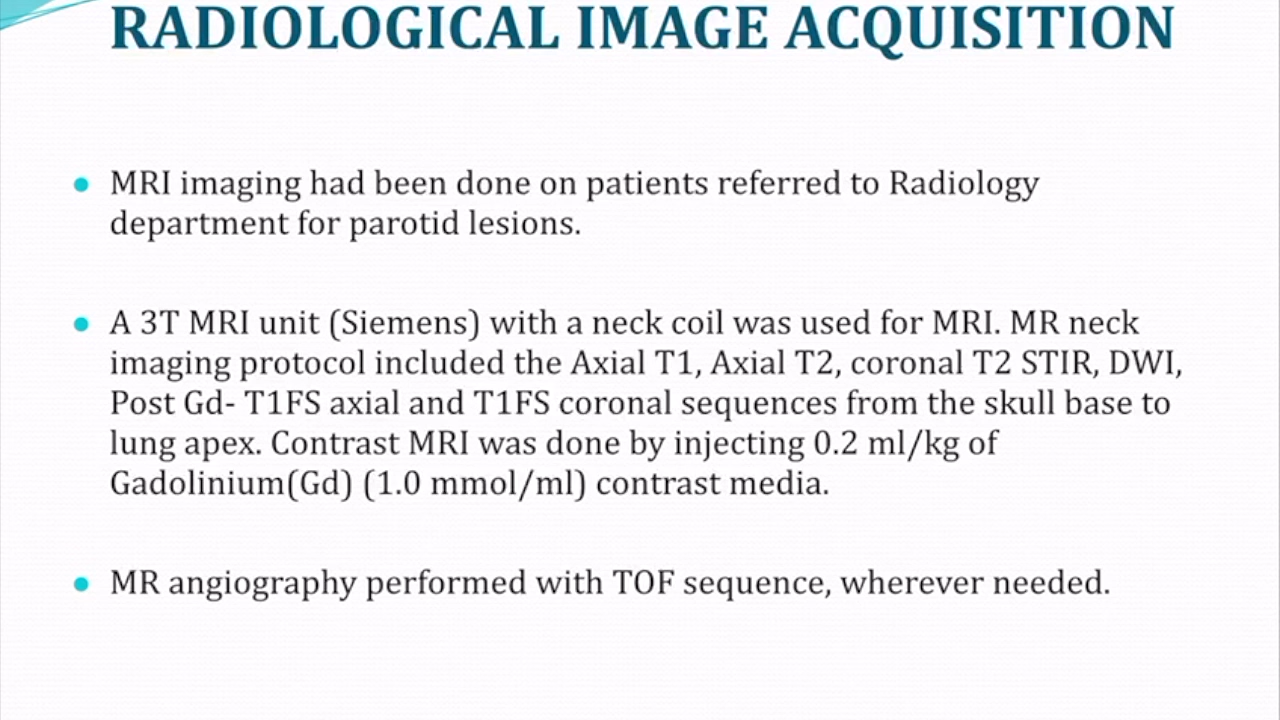 RADIOLOGICAL IMAGE ACQUISITION
• MRI imaging had been done on patients referred to Radiology
department for parotid lesions.
• A 3T MRI unit (Siemens) with a neck coil was used for MRI. MR neck
imaging protocol included the Axial T1, Axial T2, coronal T2 STIR, DWI,
Post Gd- T1FS axial and T1FS coronal sequences from the skull base to
lung apex. Contrast MRI was done by injecting 0.2 ml/kg of
Gadolinium(Gd) (1.0 mmol/ml) contrast media.
• MR angiography performed with TOF sequence, wherever needed.